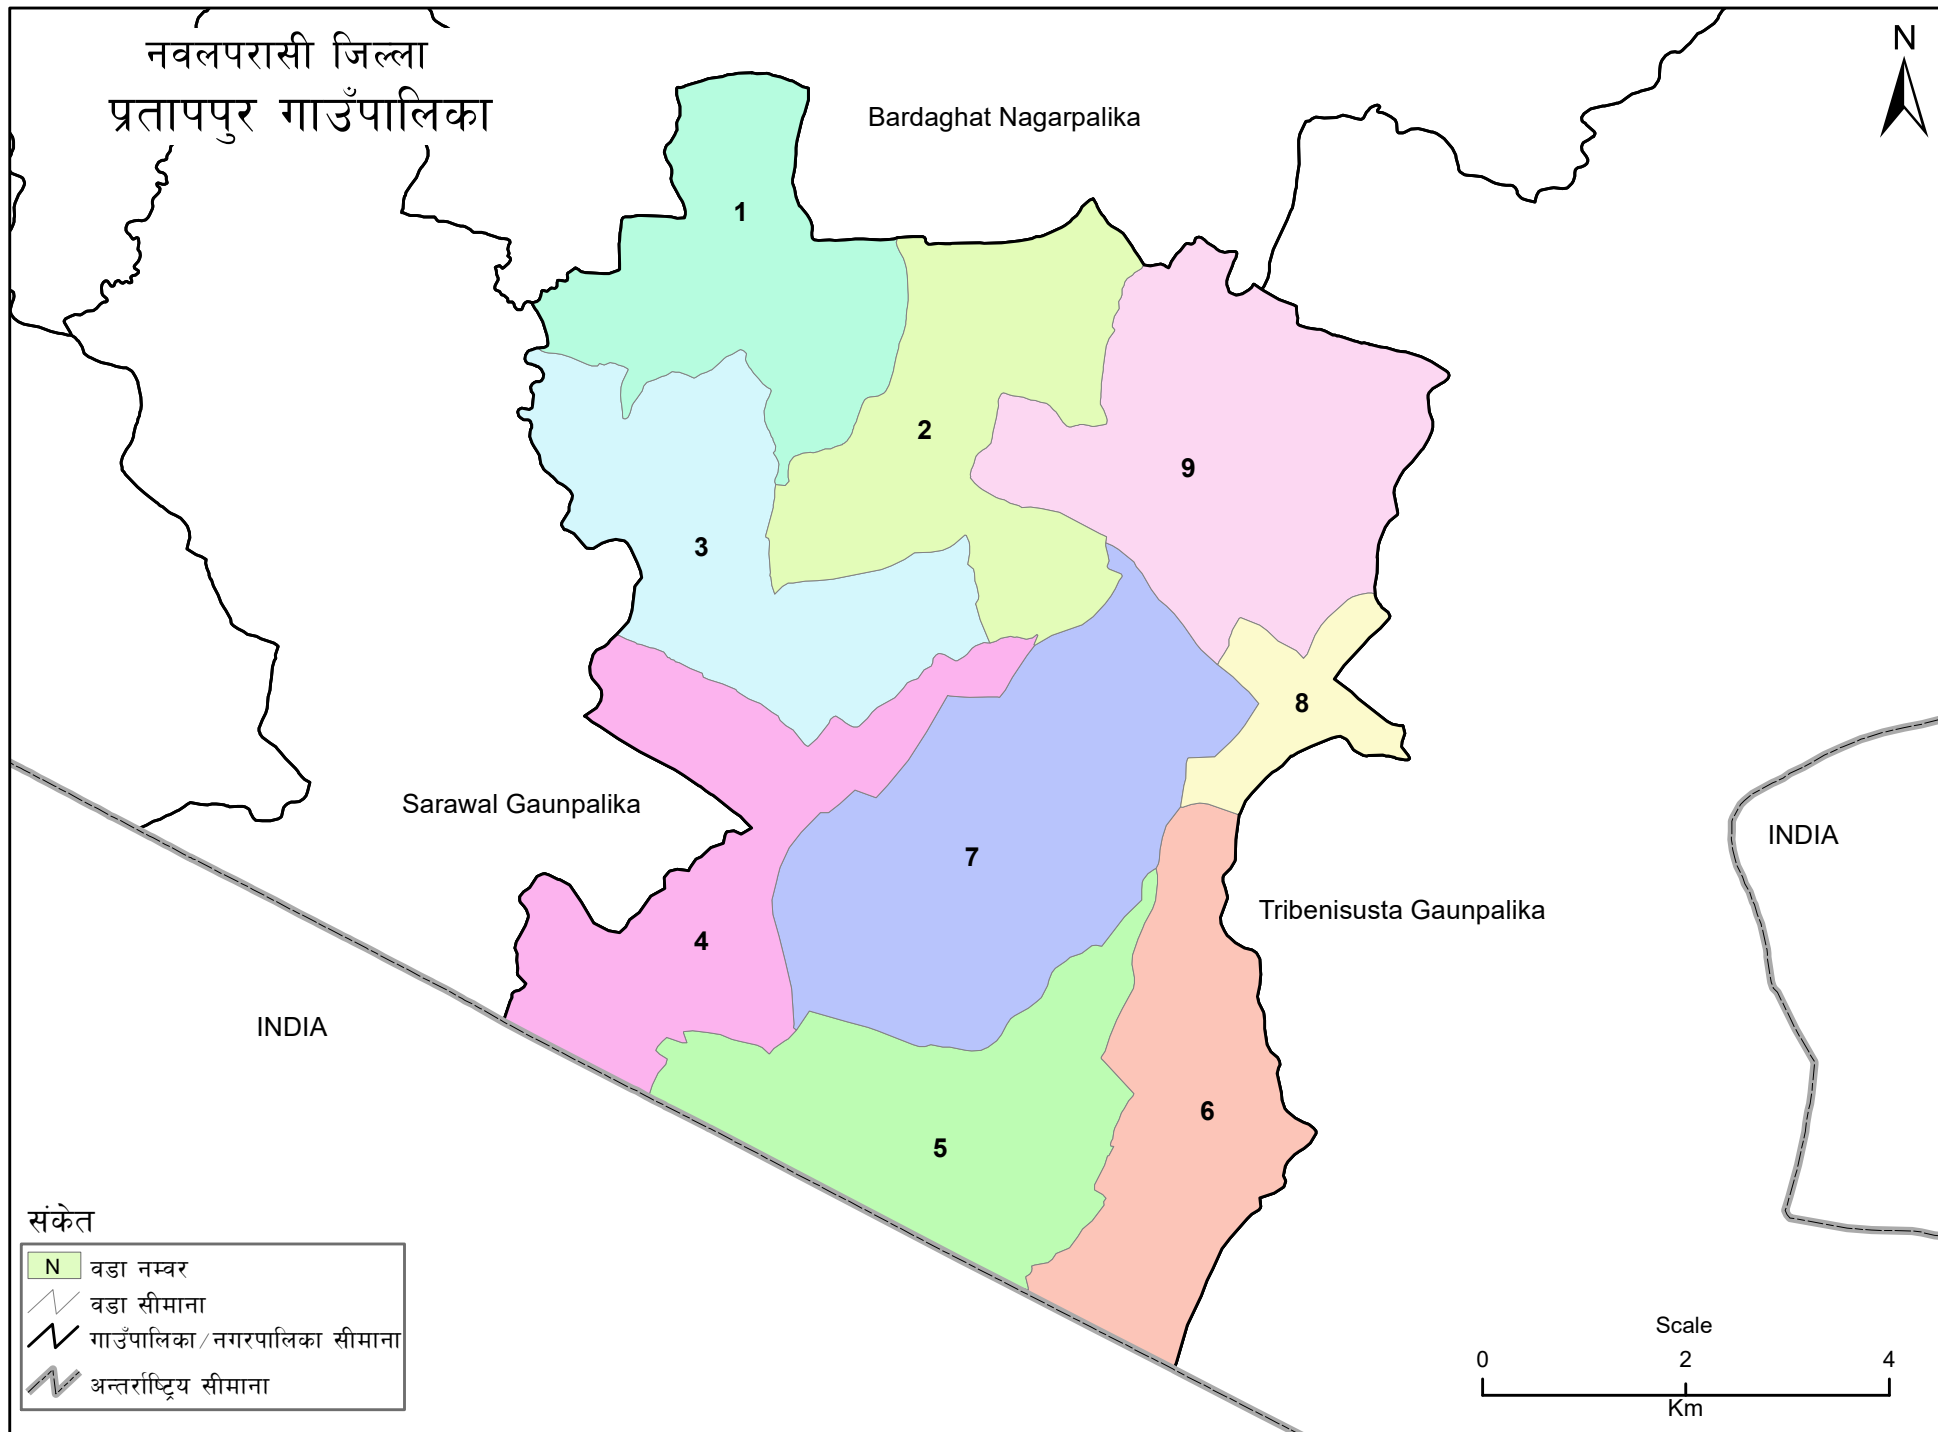 नवलपरासी जिल्ला
प्रतापपुर गाउँपालिका
N
Bardaghat Nagarpalika
1
2
9
3
8
Sarawal Gaunpalika
INDIA
7
Tribenisusta Gaunpalika
4
INDIA
6
5
संकेत
N वडा नम्वर
वडा सीमाना
गाउँपालिका/नगरपालिका सीमाना
अन्तर्राष्ट्रिय सीमाना
Scale
0 2 4
Km